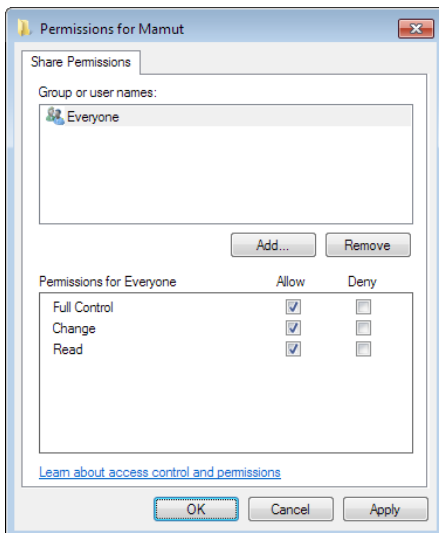 Permissions for Mamut
Share Permissions
Group or user names:
Everyone
Add... Remove
Permissions for Everyone Allow Deny
Full Control
Change
Read
Learn about access control and permissions
OK Cancel Apply